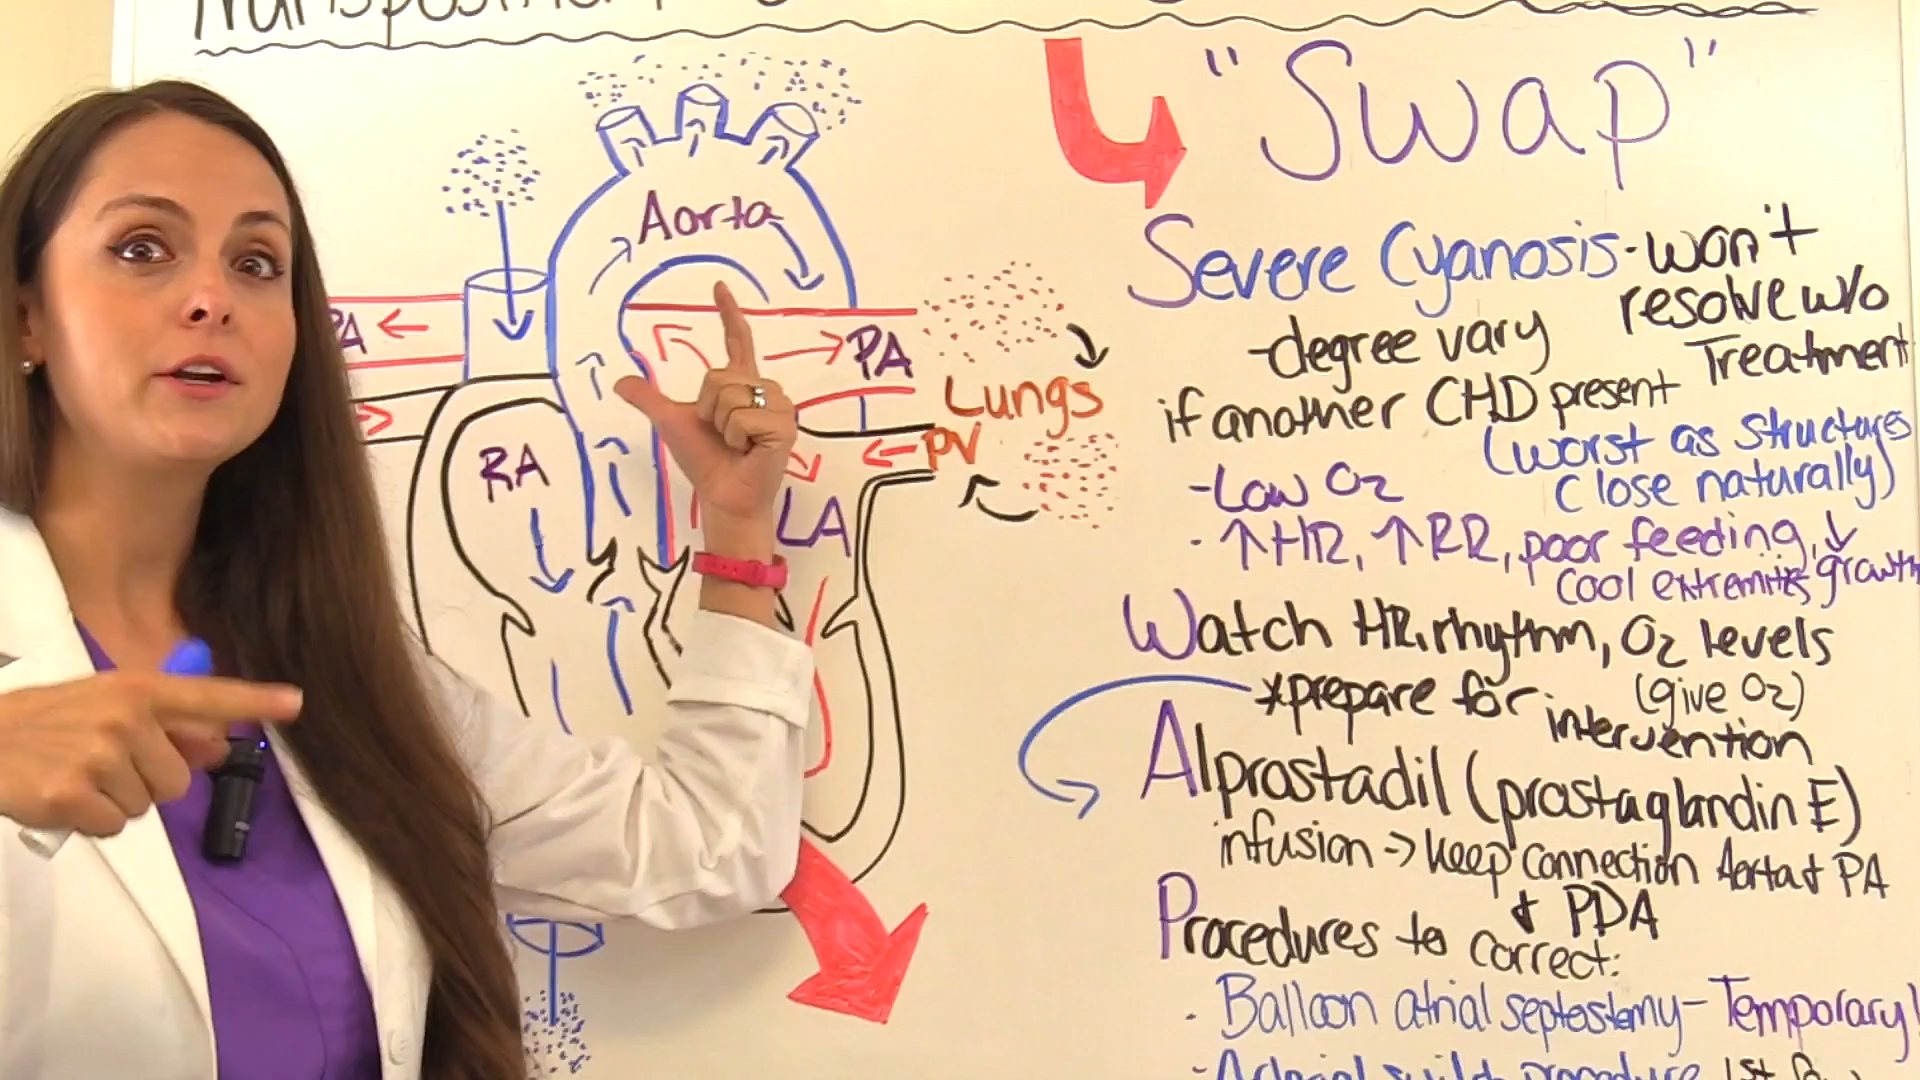 "Swap"
Aorta
PA
PA
Lungs
PV
RA
LA
Severe Cyanosis - won't
resolve w/o
Treatment
- degree vary
if another CHD present
(worst as structures
close naturally)
- Low O2
· ↑HR, ↑RR, poor feeding, ↓
cool extremities growth
Watch HR, rhythm, O2 levels
(give O2)
*prepare for intervention
Alprostadil (prostaglandin E)
infusion -> keep connection Aorta & PA
& PDA
Procedures to correct:
· Balloon atrial septostomy - Temporary
procedure 1st